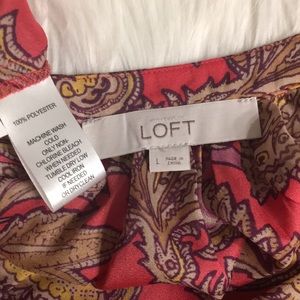 100% POLYESTER
MACHINE WASH
COLD
ONLY NON-
CHLORINE BLEACH
WHEN NEEDED
TUMBLE DRY LOW
COOL IRON
IF NEEDED
OR DRY CLEAN
LOFT
L
MADE IN
CHINA